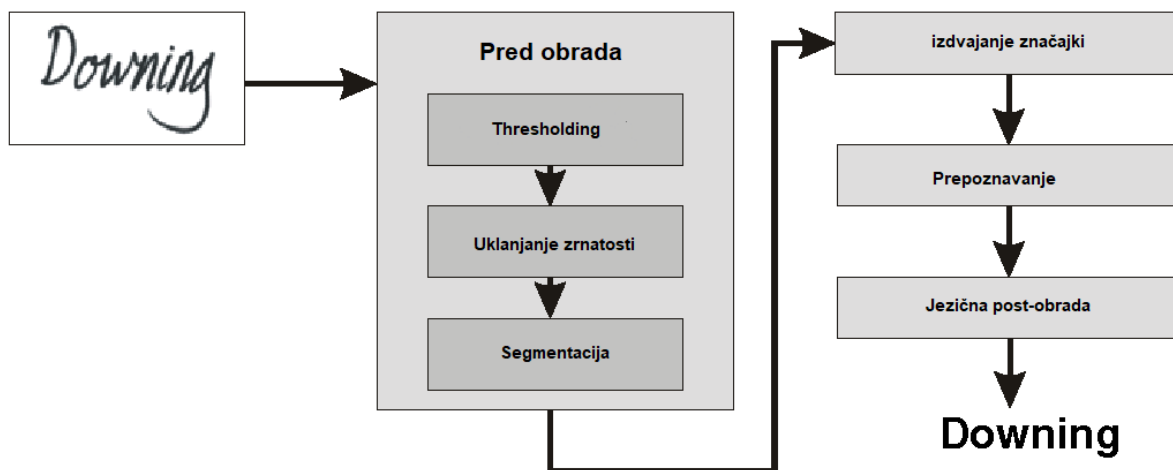 Downing
Pred obrada
Thresholding
Uklanjanje zrnatosti
Segmentacija
izdvajanje značajki
Prepoznavanje
Jezična post-obrada
Downing